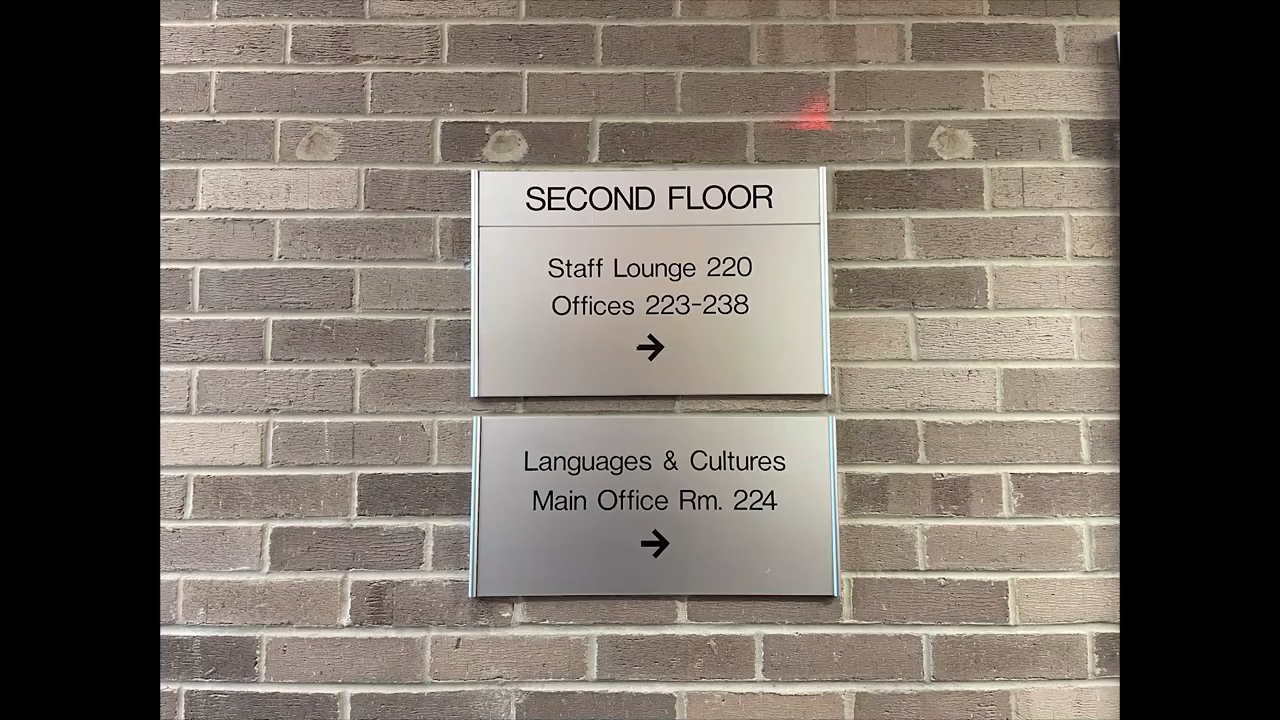 SECOND FLOOR
Staff Lounge 220
Offices 223-238
→
Languages & Cultures
Main Office Rm. 224
→